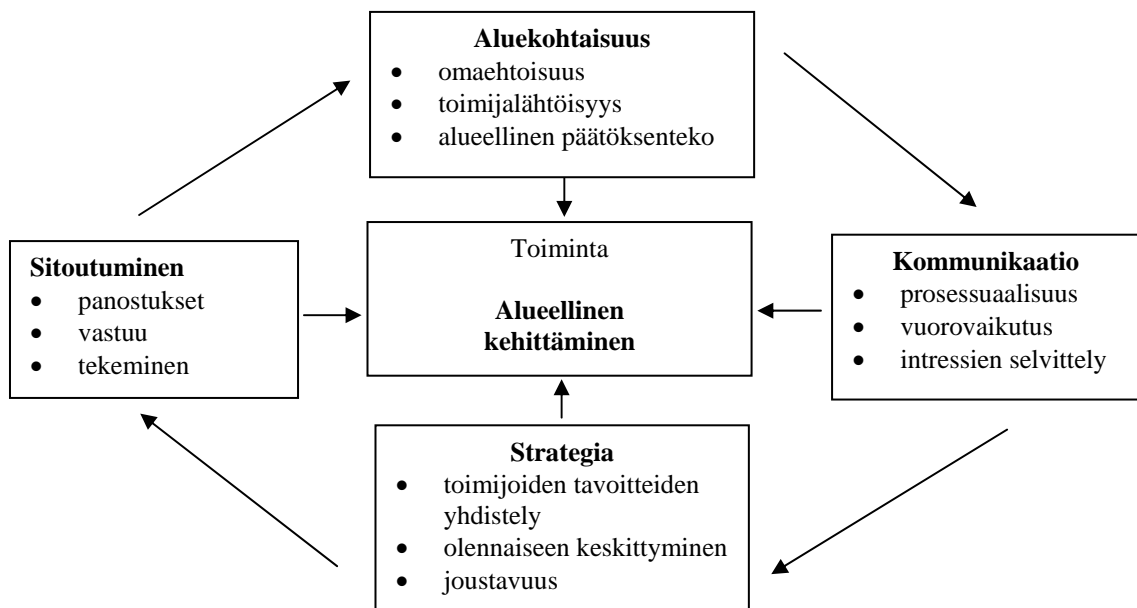 Aluekohtaisuus
• omaehtoisuus
• toimijalähtöisyys
• alueellinen päätöksenteko
Sitoutuminen
• panostukset
• vastuu
• tekeminen
Toiminta
Alueellinen
kehittäminen
Kommunikaatio
• prosessuaalisuus
• vuorovaikutus
• intressien selvittely
Strategia
• toimijoiden tavoitteiden
yhdistely
• olennaiseen keskittyminen
• joustavuus